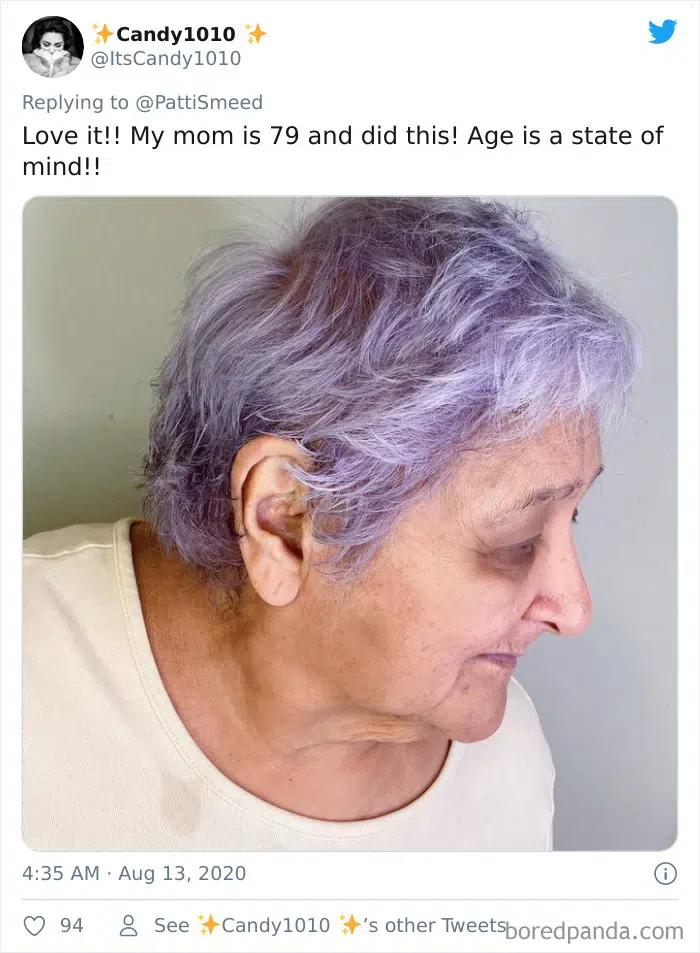 ✨Candy1010 ✨
@ItsCandy1010
Replying to @PattiSmeed
Love it!! My mom is 79 and did this! Age is a state of
mind!!
4:35 AM · Aug 13, 2020
94 See ✨Candy1010 ✨’s other Tweets
boredpanda.com